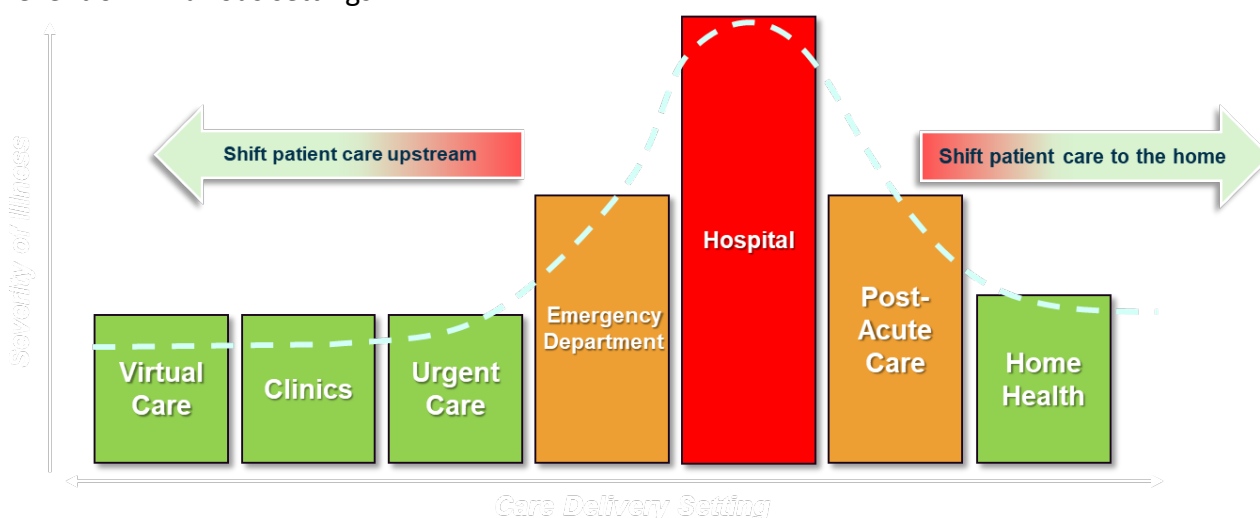 Shift patient care upstream
Shift patient care to the home
Severity of Illness
Hospital
Emergency
Department
Post-
Acute
Care
Virtual
Care
Clinics
Urgent
Care
Home
Health
Care Delivery Setting